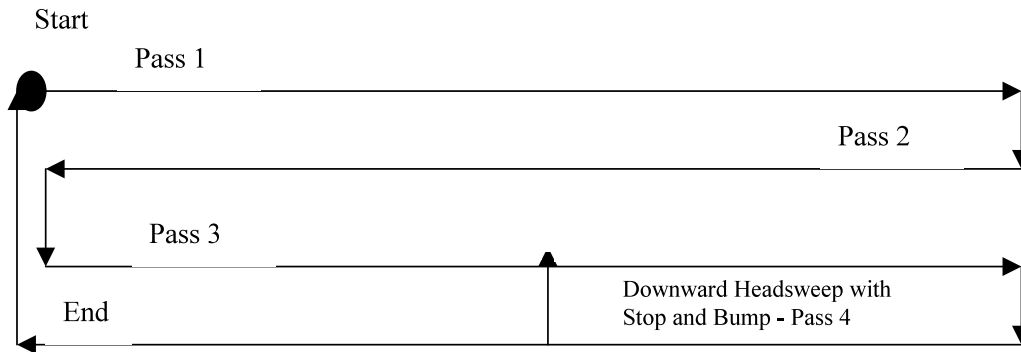 Start
Pass 1
Pass 2
Pass 3
Downward Headsweep with
Stop and Bump - Pass 4
End